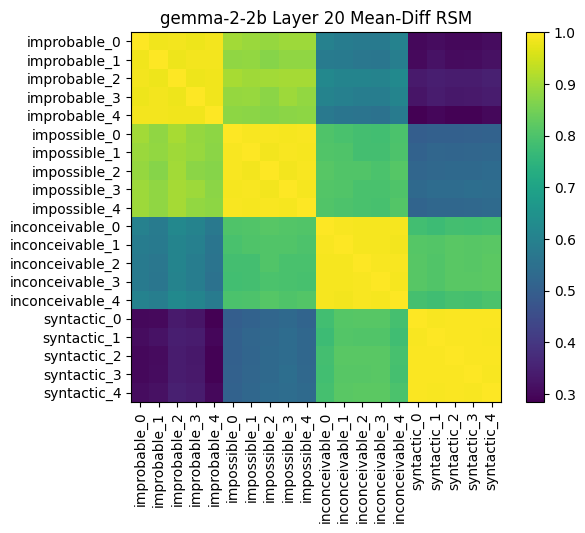 gemma-2-2b Layer 20 Mean-Diff RSM
improbable_0
improbable_1
improbable_2
improbable_3
improbable_4
impossible_0
impossible_1
impossible_2
impossible_3
impossible_4
inconceivable_0
inconceivable_1
inconceivable_2
inconceivable_3
inconceivable_4
syntactic_0
syntactic_1
syntactic_2
syntactic_3
syntactic_4
improbable_0
improbable_1
improbable_2
improbable_3
improbable_4
impossible_0
impossible_1
impossible_2
impossible_3
impossible_4
inconceivable_0
inconceivable_1
inconceivable_2
inconceivable_3
inconceivable_4
syntactic_0
syntactic_1
syntactic_2
syntactic_3
syntactic_4
1.0
0.9
0.8
0.7
0.6
0.5
0.4
0.3